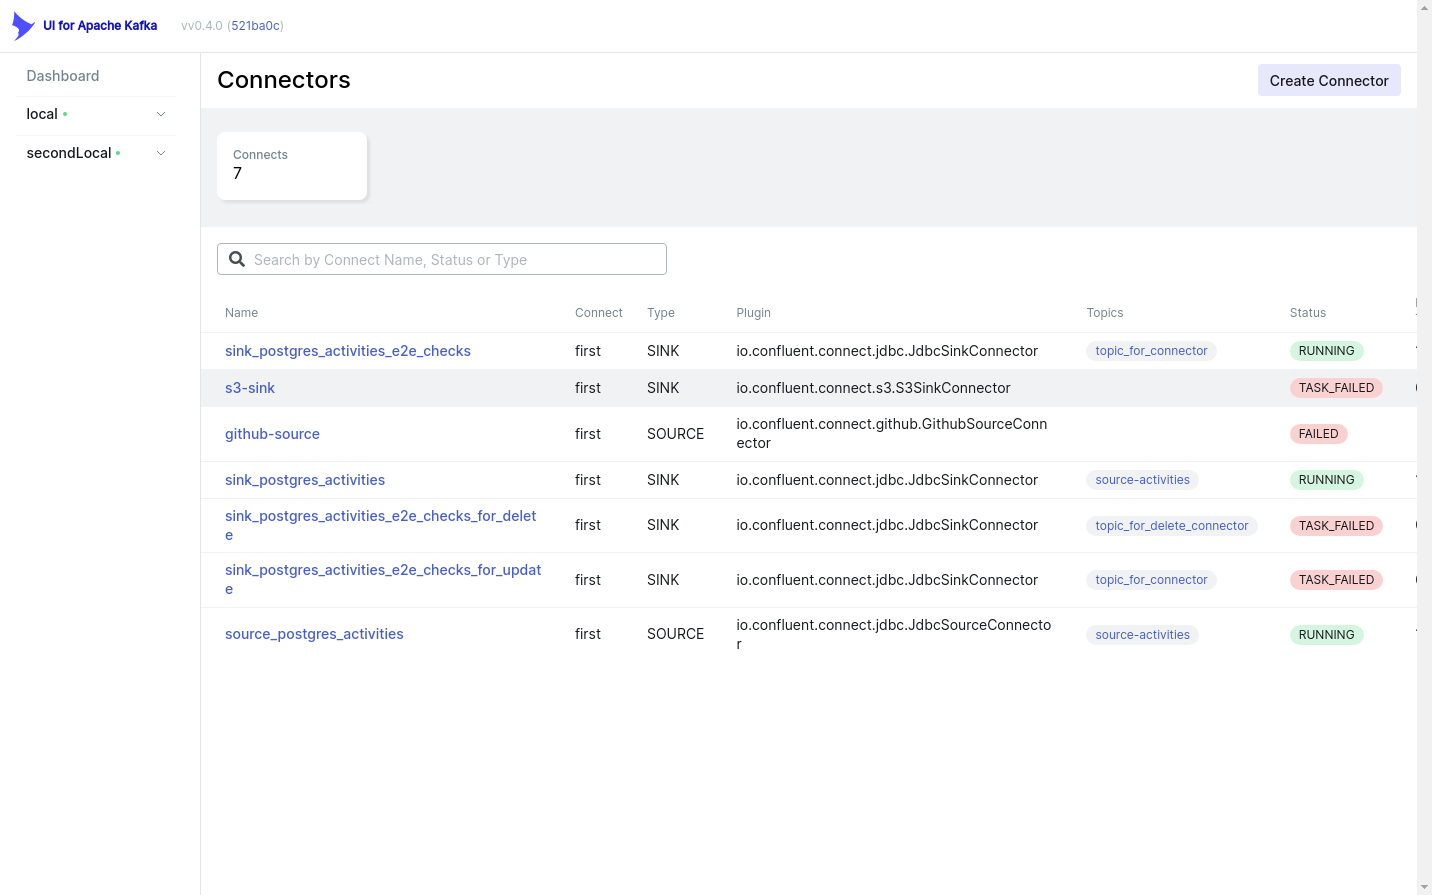 UI for Apache Kafka vv0.4.0 (521ba0c)
Dashboard
local
secondLocal
Connectors
Create Connector
Connects
7
Search by Connect Name, Status or Type
Name Connect Type Plugin Topics Status
sink_postgres_activities_e2e_checks first SINK io.confluent.connect.jdbc.JdbcSinkConnector topic_for_connector RUNNING
s3-sink first SINK io.confluent.connect.s3.S3SinkConnector TASK_FAILED
github-source first SOURCE io.confluent.connect.github.GithubSourceConn
ector FAILED
sink_postgres_activities first SINK io.confluent.connect.jdbc.JdbcSinkConnector source-activities RUNNING
sink_postgres_activities_e2e_checks_for_delet
e first SINK io.confluent.connect.jdbc.JdbcSinkConnector topic_for_delete_connector TASK_FAILED
sink_postgres_activities_e2e_checks_for_updat
e first SINK io.confluent.connect.jdbc.JdbcSinkConnector topic_for_connector TASK_FAILED
source_postgres_activities first SOURCE io.confluent.connect.jdbc.JdbcSourceConnecto
r source-activities RUNNING